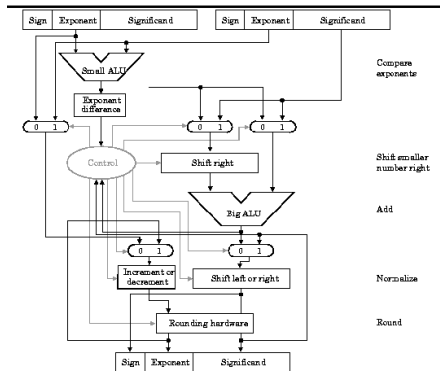 Sign Exponent Significand Sign Exponent Significand
Small ALU
Compare
exponents
Exponent
difference
0 1 0 1 0 1
Control
Shift right
Shift smaller
number right
Big ALU
Add
0 1 0 1
Increment or
decrement
Shift left or right
Normalize
Rounding hardware
Round
Sign Exponent Significand